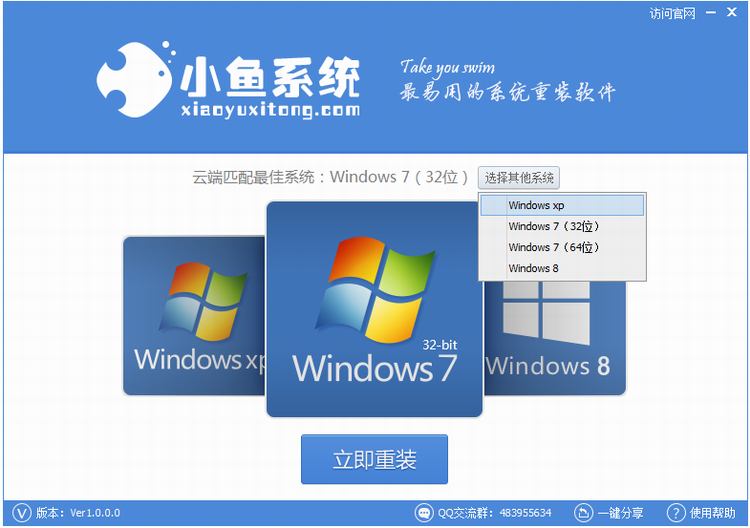 访问官网
小鱼系统
xiaoyuxitong.com
Take you swim
最易用的系统重装软件
云端匹配最佳系统：Windows 7（32位）
选择其他系统
Windows xp
Windows 7（32位）
Windows 7（64位）
Windows 8
Windows xp
32-bit
Windows 7
Windows 8
立即重装
V 版本：Ver1.0.0.0
QQ交流群：483955634
一键分享
? 使用帮助